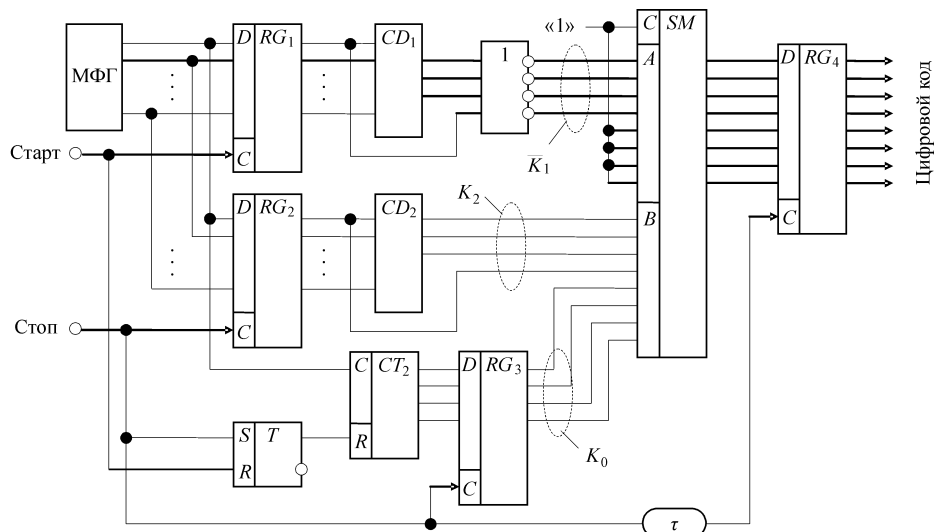 «1»
C SM
D RG₁
CD₁
1
A
D RG₄
МФГ
Цифровой код
Старт
C
K̅₁
K₂
D RG₂
CD₂
B
C
Стоп
C
C CT₂
D RG₃
R
S T
R
K₀
C
τ